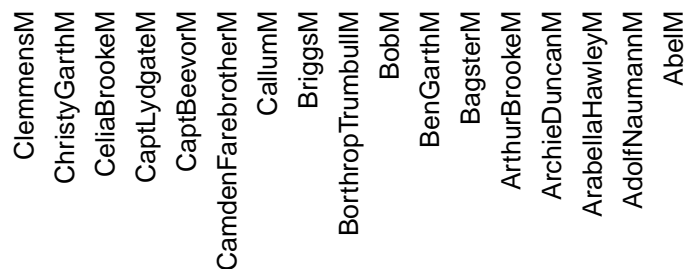 ClemmensM
ChristyGarthM
CeliaBrookeM
CaptLydgateM
CaptBeevorM
CamdenFarebrotherM
CallumM
BriggsM
BorthropTrumbullM
BobM
BenGarthM
BagsterM
ArthurBrookeM
ArchieDuncanM
ArabellaHawleyM
AdolfNaumannM
AbelM